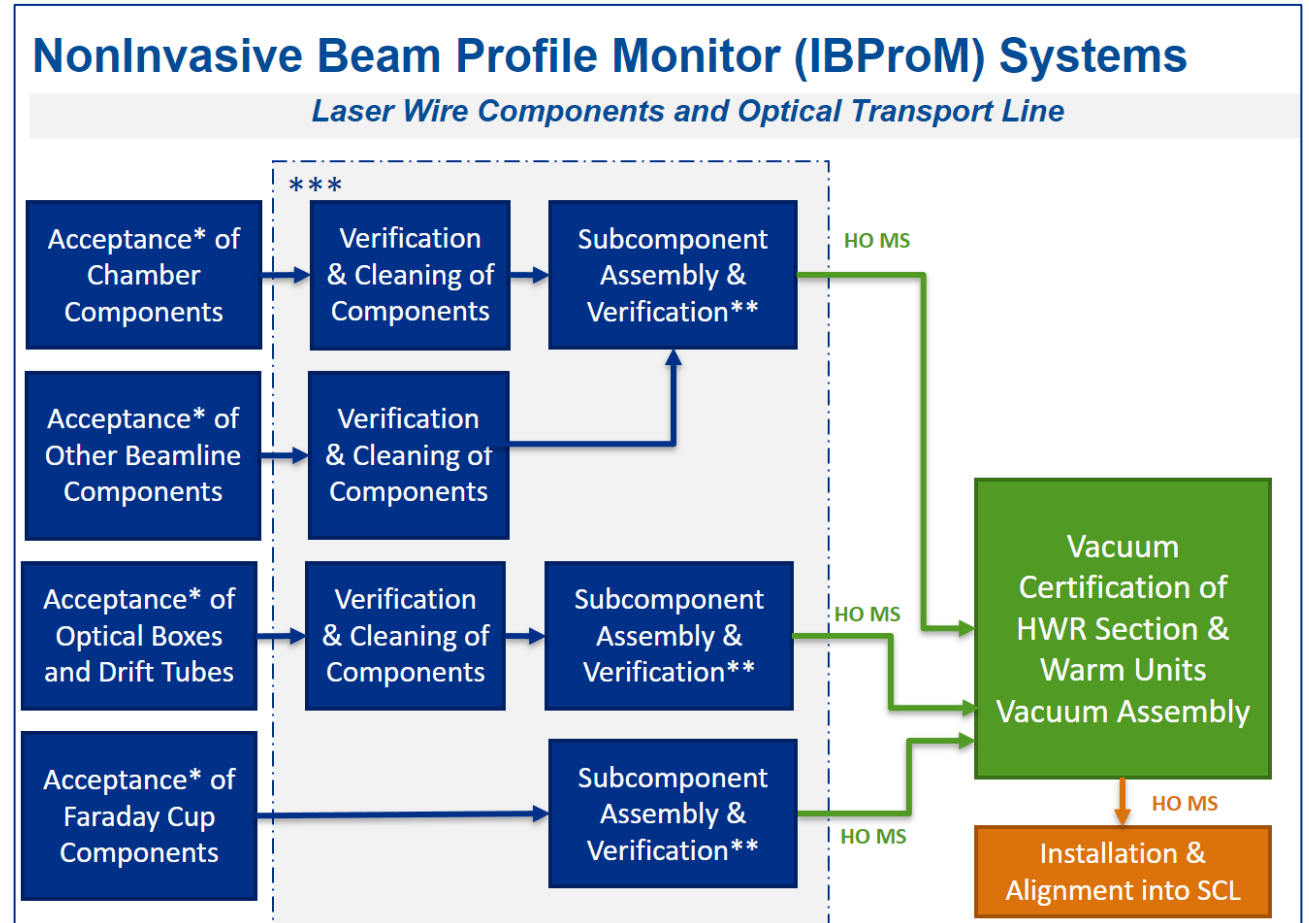 NonInvasive Beam Profile Monitor (IBProM) Systems
Laser Wire Components and Optical Transport Line
***
Acceptance* of
Chamber
Components
Verification
& Cleaning of
Components
Subcomponent
Assembly &
Verification**
HO MS
Acceptance* of
Other Beamline
Components
Verification
& Cleaning of
Components
Acceptance* of
Optical Boxes
and Drift Tubes
Verification
& Cleaning of
Components
Subcomponent
Assembly &
Verification**
HO MS
Vacuum
Certification of
HWR Section &
Warm Units
Vacuum Assembly
Acceptance* of
Faraday Cup
Components
Subcomponent
Assembly &
Verification**
HO MS
HO MS
Installation &
Alignment into SCL